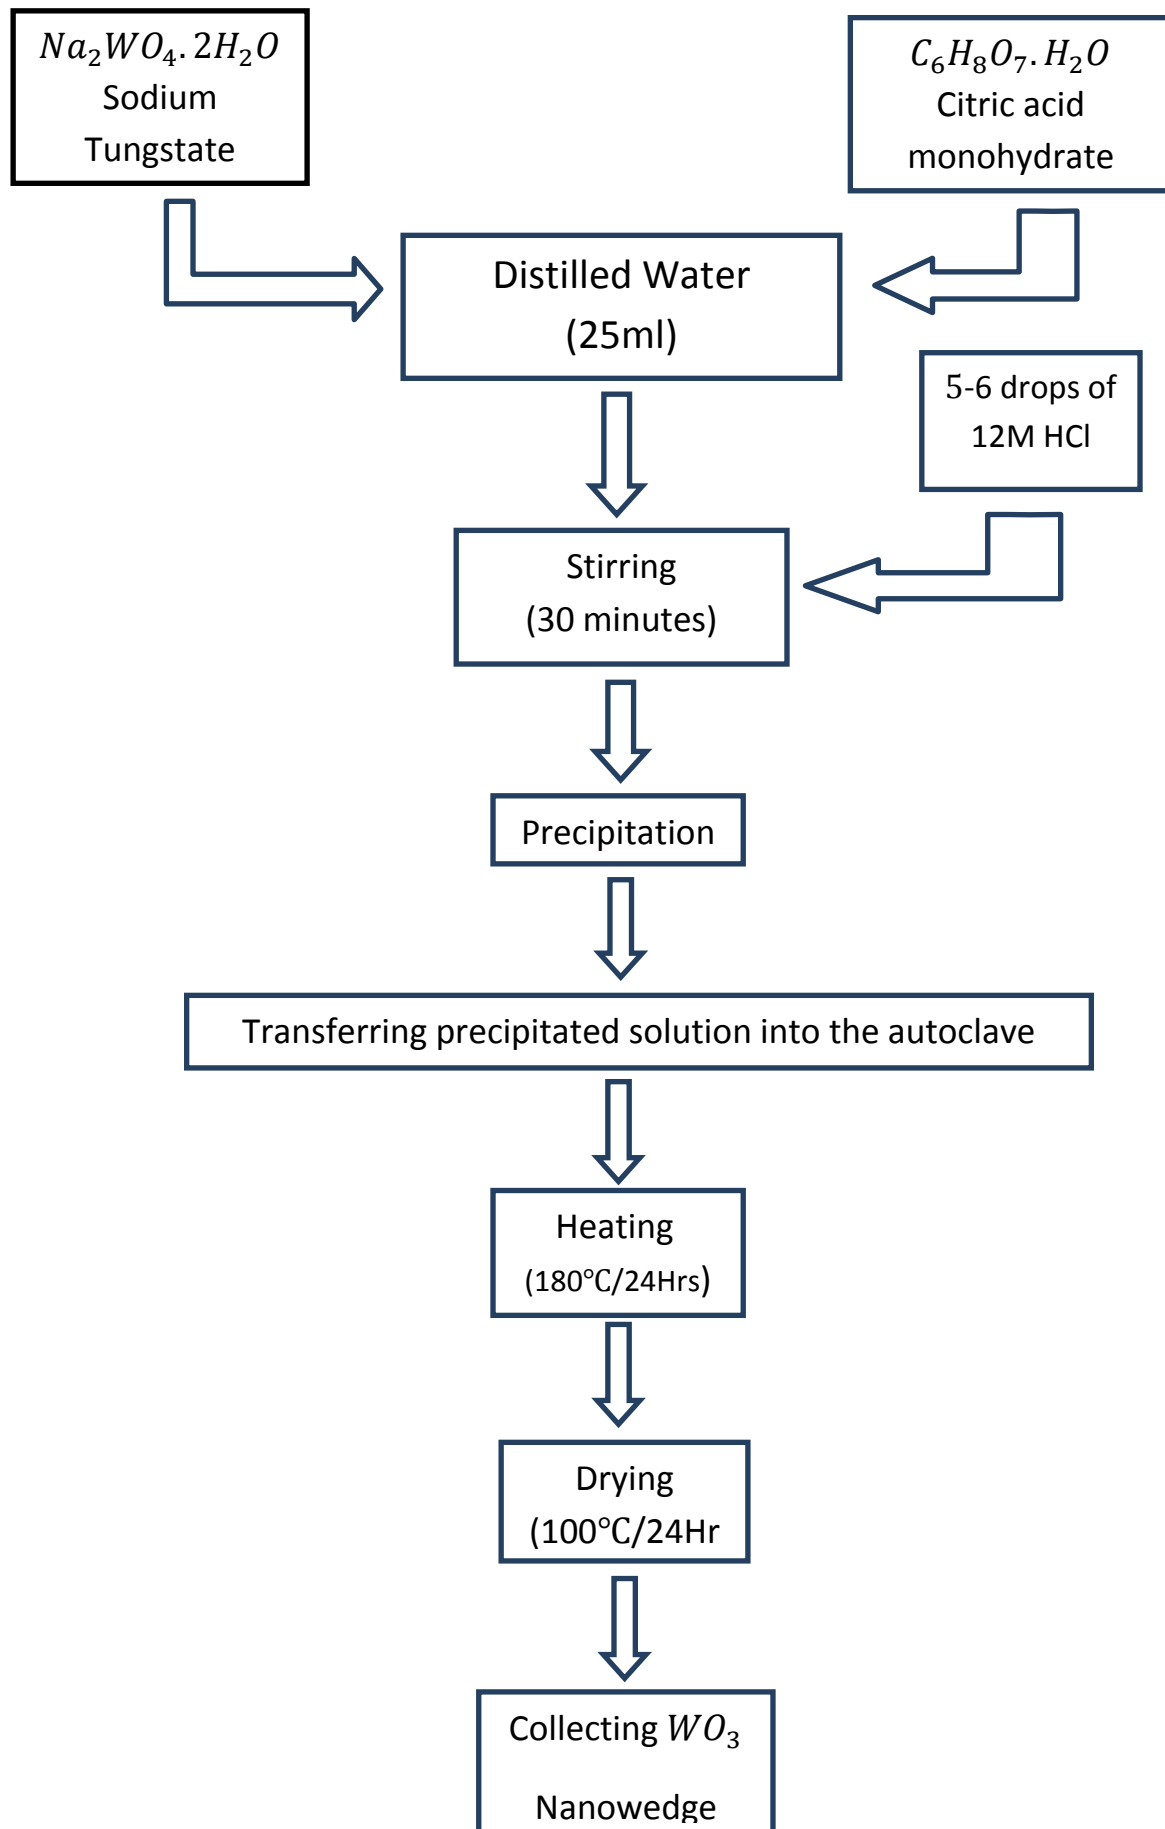 Na₂WO₄. 2H₂O
Sodium
Tungstate
C₆H₈O₇. H₂O
Citric acid
monohydrate
Distilled Water
(25ml)
5-6 drops of
12M HCl
Stirring
(30 minutes)
Precipitation
Transferring precipitated solution into the autoclave
Heating
(180℃/24Hrs)
Drying
(100℃/24Hr
Collecting WO₃
Nanowedge